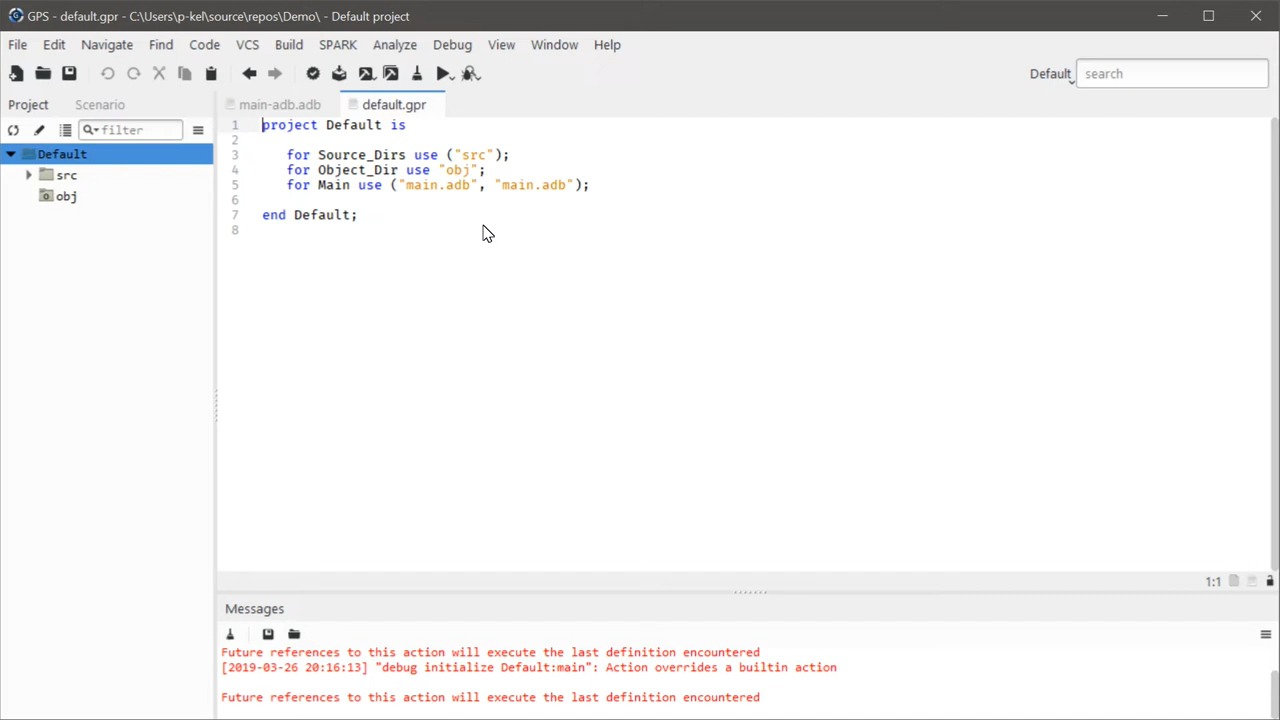 GPS - default.gpr - C:\Users\p-kel\source\repos\Demo\ - Default project
File Edit Navigate Find Code VCS Build SPARK Analyze Debug View Window Help
Default search
Project Scenario
filter
Default
src
obj
main-adb.adb default.gpr
1 project Default is
2
3 for Source_Dirs use ("src");
4 for Object_Dir use "obj";
5 for Main use ("main.adb", "main.adb");
6
7 end Default;
8
1:1
Messages
Future references to this action will execute the last definition encountered
[2019-03-26 20:16:13] "debug initialize Default:main": Action overrides a builtin action
Future references to this action will execute the last definition encountered